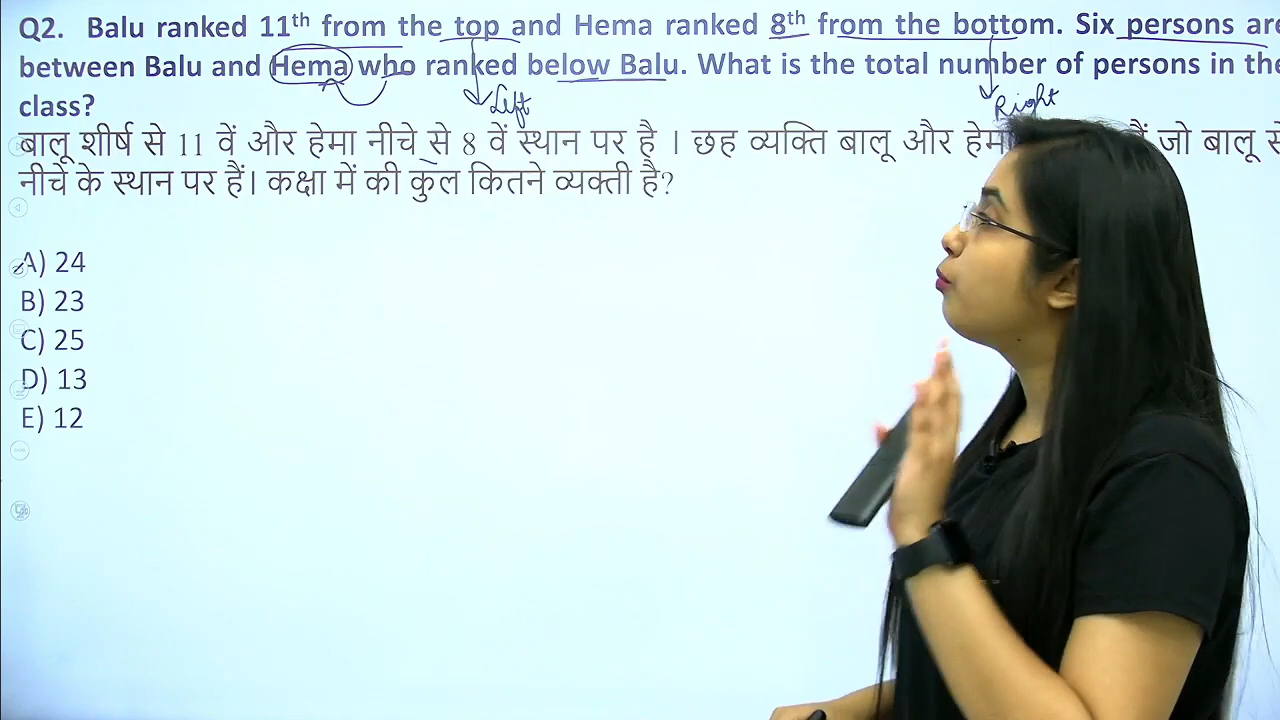 Q2. Balu ranked 11th from the top and Hema ranked 8th from the bottom. Six persons are
between Balu and Hema who ranked below Balu. What is the total number of persons in the
class?
Left
Right
बालू शीर्ष से 11 वें और हेमा नीचे से 8 वें स्थान पर है । छह व्यक्ति बालू और जो बालू से
नीचे के स्थान पर हैं। कक्षा में की कुल कितने व्यक्ती है?
A) 24
B) 23
C) 25
D) 13
E) 12